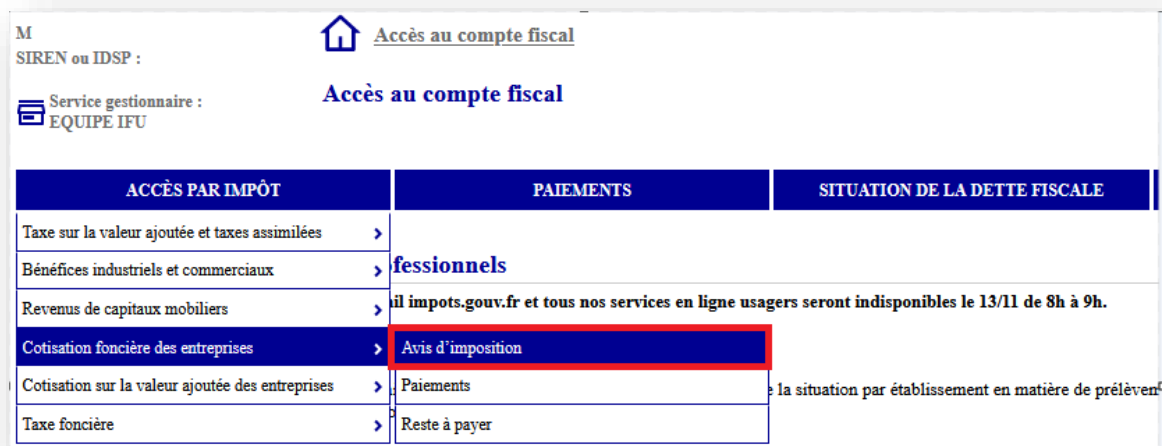 M
SIREN ou IDSP :
Service gestionnaire :
EQUIPE IFU
Accès au compte fiscal
Accès au compte fiscal
ACCÈS PAR IMPÔT
PAIEMENTS
SITUATION DE LA DETTE FISCALE
Taxe sur la valeur ajoutée et taxes assimilées
Bénéfices industriels et commerciaux
fessionnels
Revenus de capitaux mobiliers
impots.gouv.fr et tous nos services en ligne usagers seront indisponibles le 13/11 de 8h à 9h.
Cotisation foncière des entreprises
Avis d’imposition
Cotisation sur la valeur ajoutée des entreprises
Paiements
la situation par établissement en matière de
Taxe foncière
Reste à payer